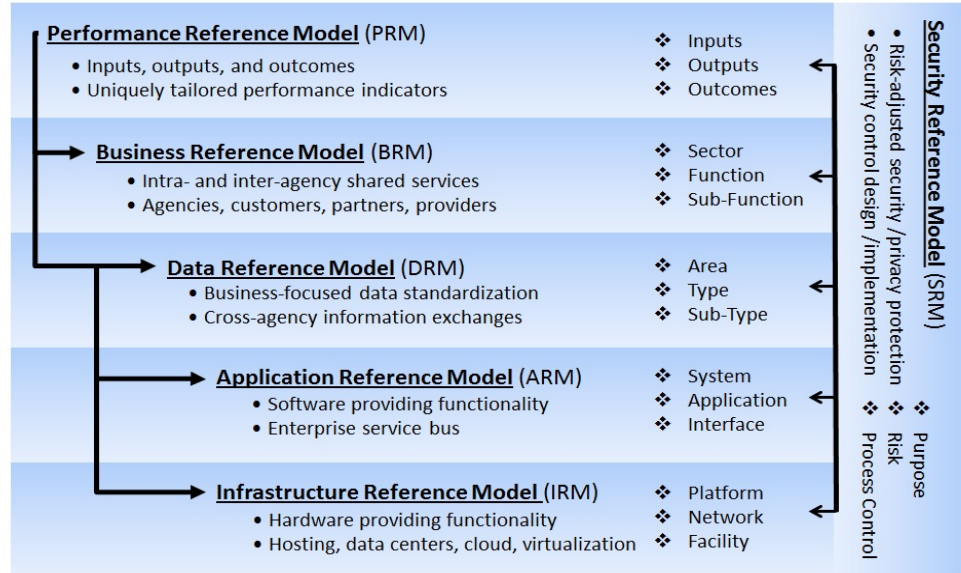 Performance Reference Model (PRM)
• Inputs, outputs, and outcomes
• Uniquely tailored performance indicators
❖ Inputs
❖ Outputs
❖ Outcomes
Business Reference Model (BRM)
• Intra- and inter-agency shared services
• Agencies, customers, partners, providers
❖ Sector
❖ Function
❖ Sub-Function
Data Reference Model (DRM)
• Business-focused data standardization
• Cross-agency information exchanges
❖ Area
❖ Type
❖ Sub-Type
Application Reference Model (ARM)
• Software providing functionality
• Enterprise service bus
❖ System
❖ Application
❖ Interface
Infrastructure Reference Model (IRM)
• Hardware providing functionality
• Hosting, data centers, cloud, virtualization
❖ Platform
❖ Network
❖ Facility
Security Reference Model (SRM)
• Risk-adjusted security /privacy protection
• Security control design /implementation
❖ Purpose
❖ Risk
❖ Process Control